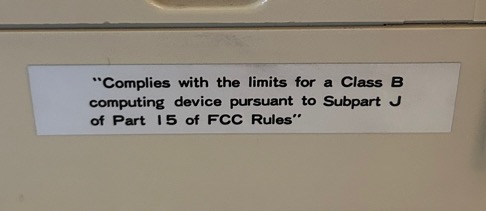 "Complies with the limits for a Class B
computing device pursuant to Subpart J
of Part 15 of FCC Rules"